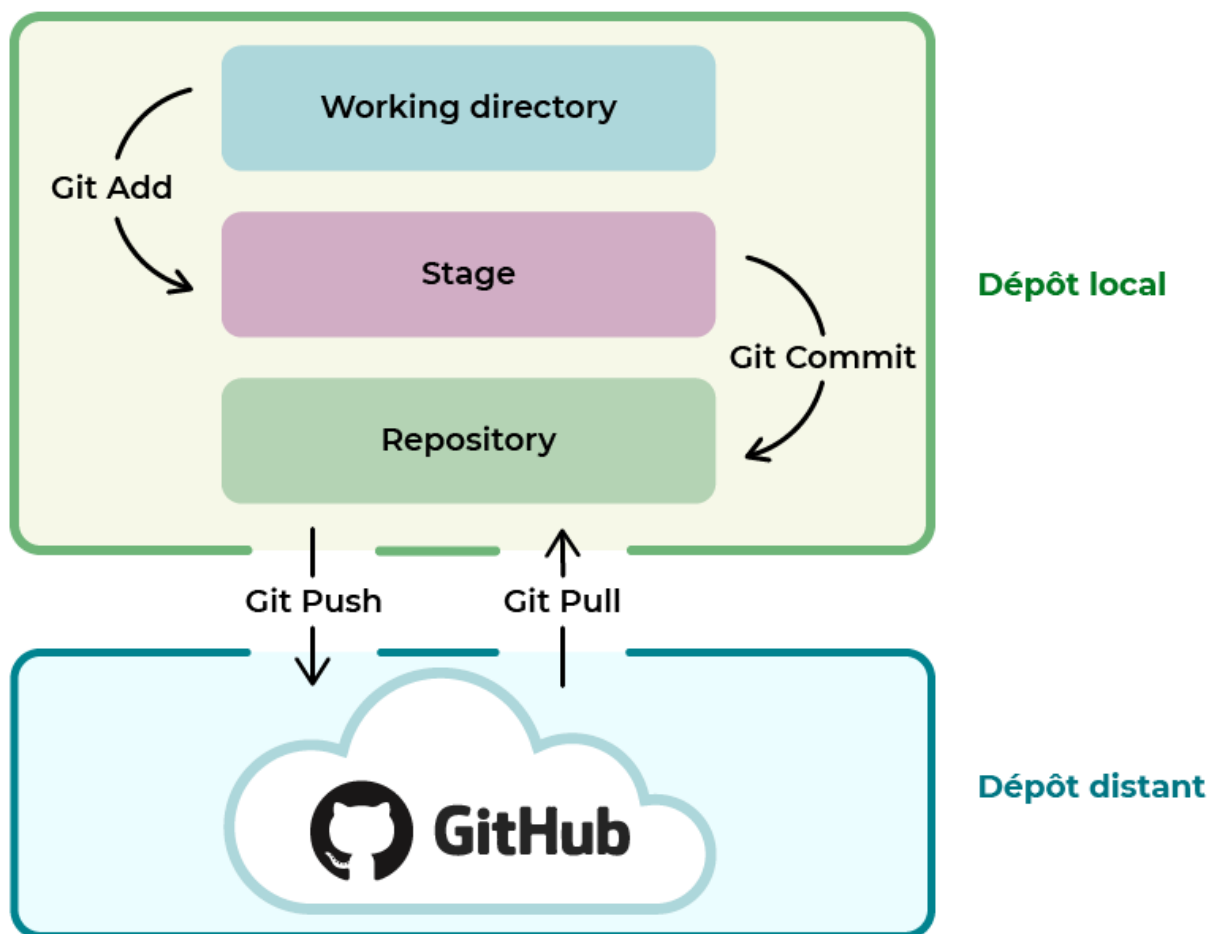 Working directory
Git Add
Stage
Dépôt local
Git Commit
Repository
Git Push
Git Pull
Dépôt distant
GitHub